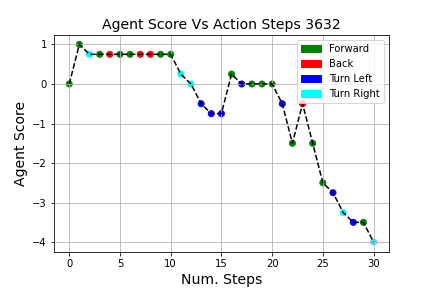 Agent Score Vs Action Steps 3632
Forward
Back
Turn Left
Turn Right
Agent Score
1
0
−1
−2
−3
−4
0 5 10 15 20 25 30
Num. Steps